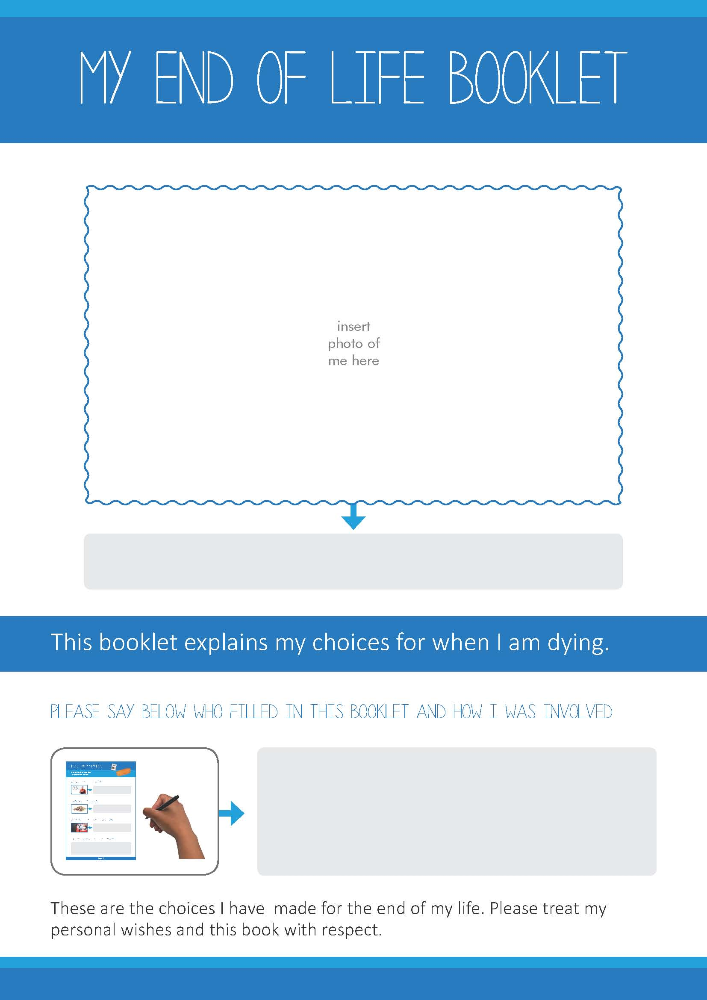 MY END OF LIFE BOOKLET
insert
photo of
me here
This booklet explains my choices for when I am dying.
PLEASE SAY BELOW WHO FILLED IN THIS BOOKLET AND HOW I WAS INVOLVED
These are the choices I have  made for the end of my life. Please treat my
personal wishes and this book with respect.